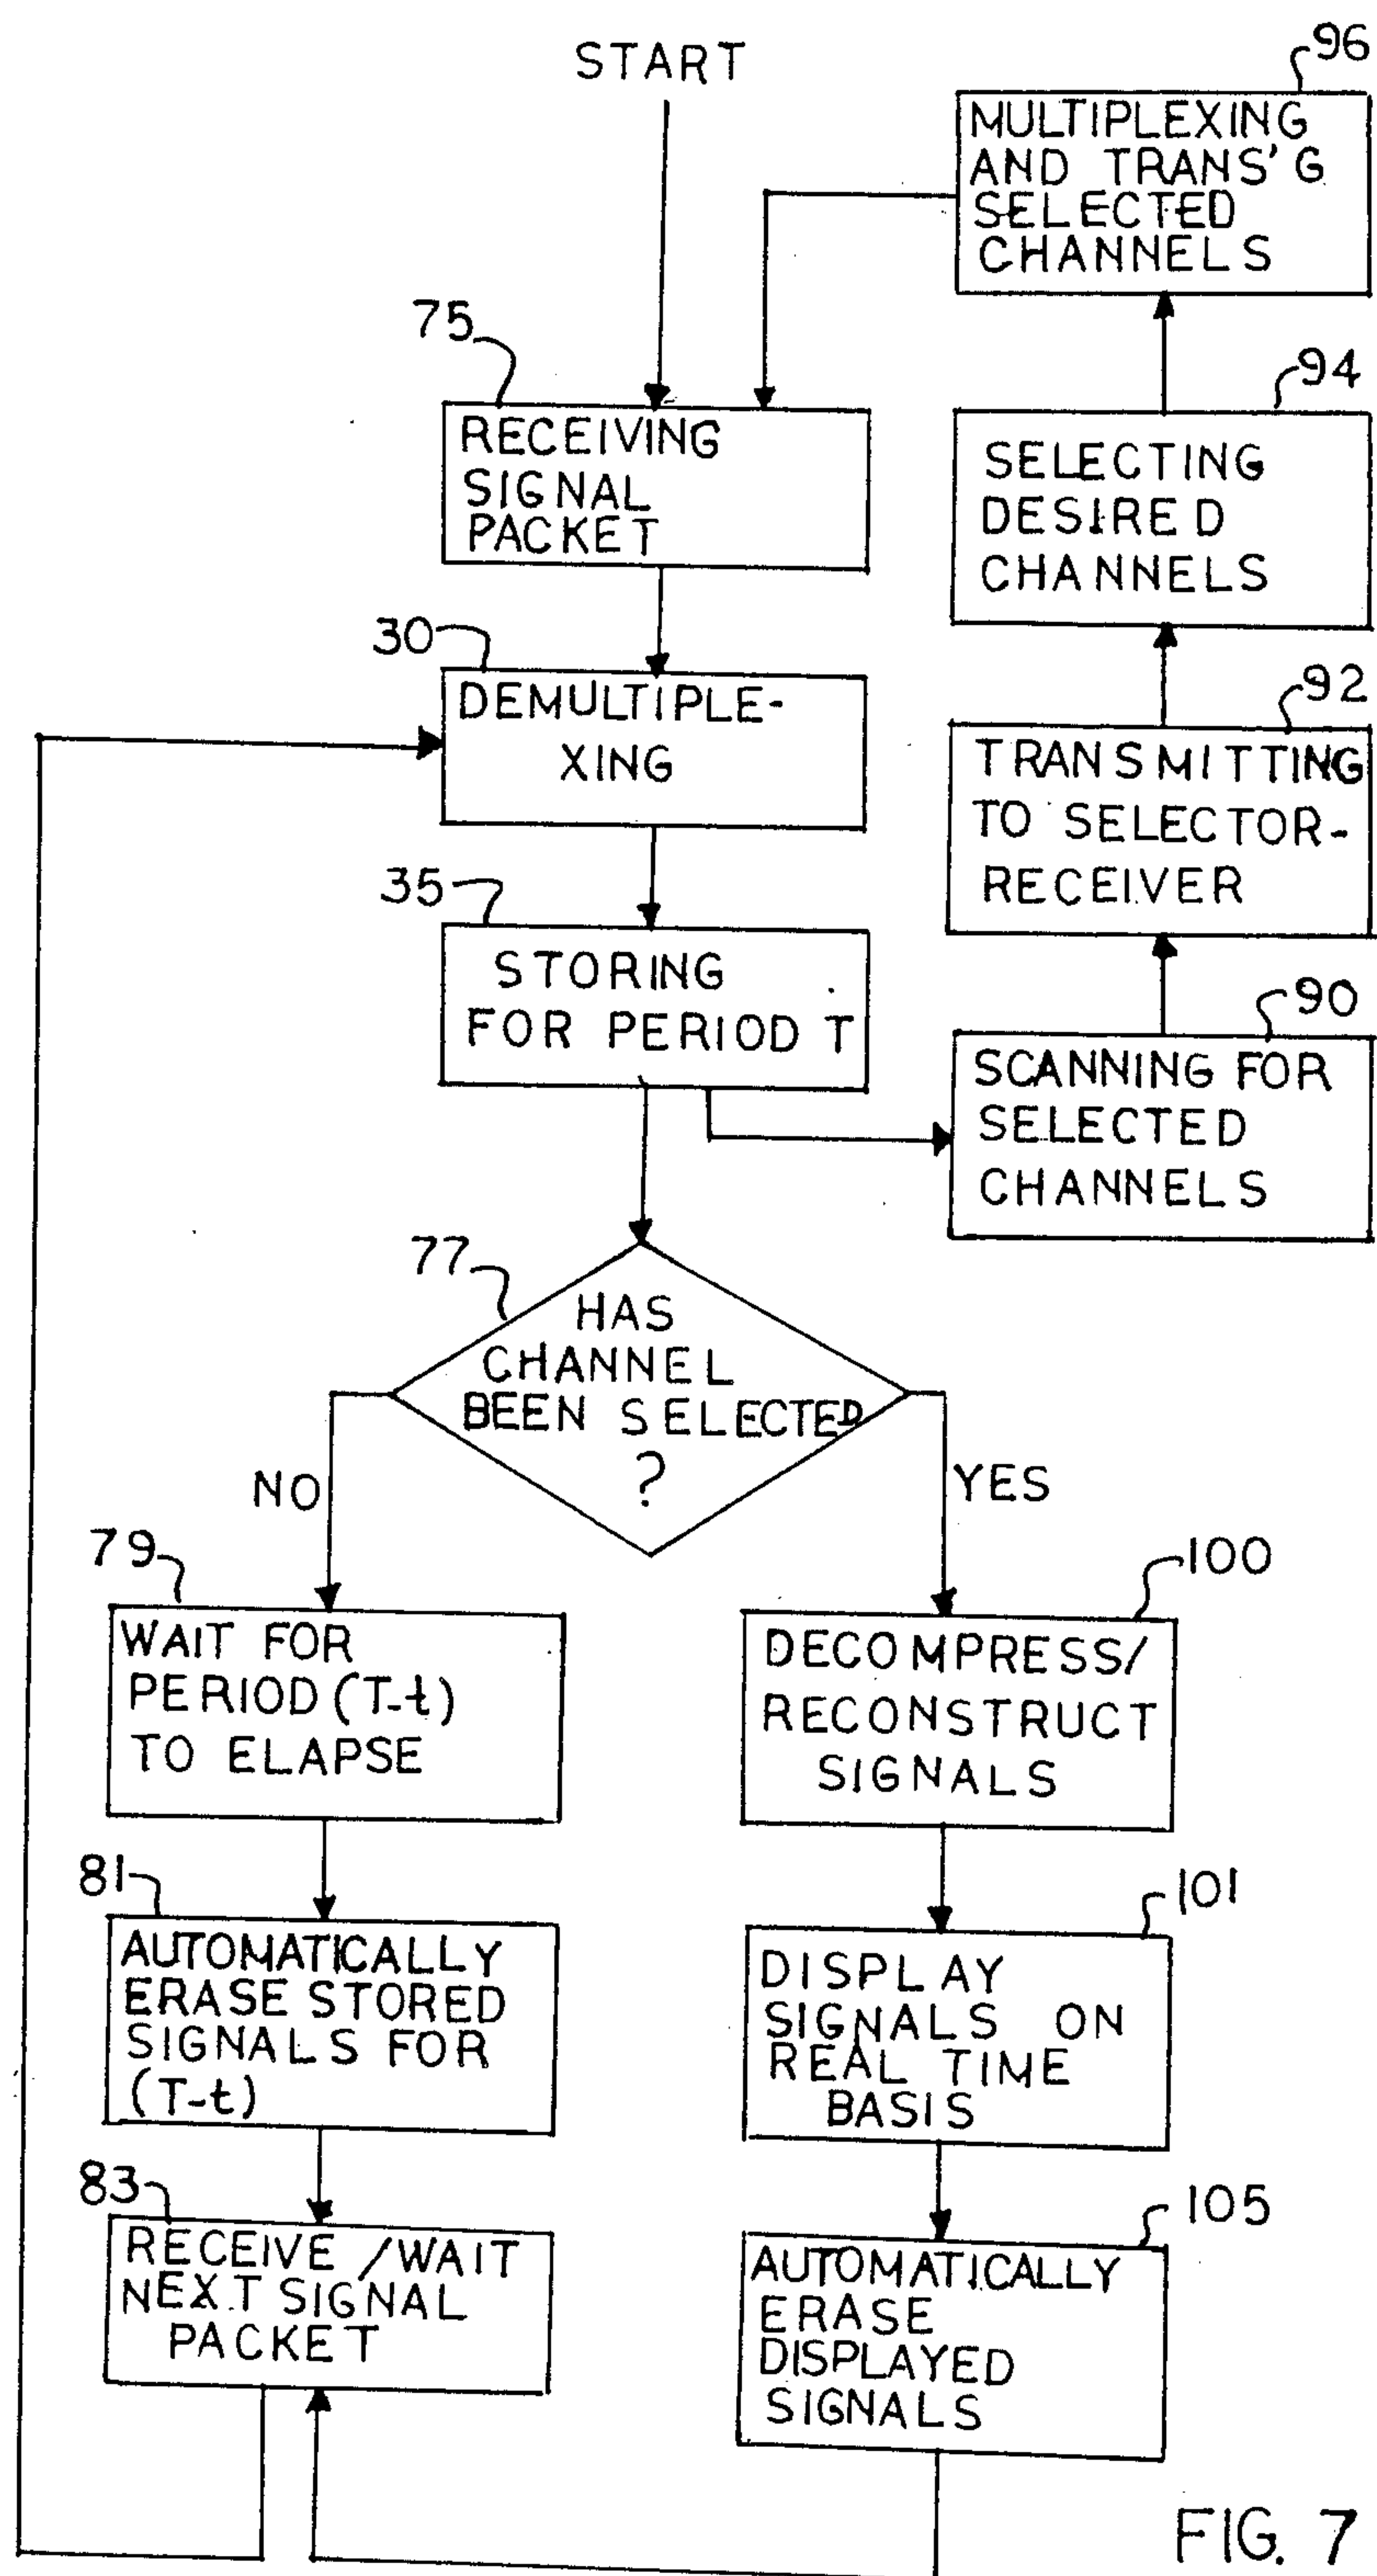 START
96
MULTIPLEXING
AND TRANS'G
SELECTED
CHANNELS
75
RECEIVING
SIGNAL
PACKET
94
SELECTING
DESIRED
CHANNELS
30
DEMULTIPLE-
XING
92
TRANSMITTING
TO SELECTOR-
RECEIVER
35
STORING
FOR PERIOD T
90
SCANNING FOR
SELECTED
CHANNELS
77
HAS
CHANNEL
BEEN SELECTED
?
NO
YES
79
WAIT FOR
PERIOD (T-t)
TO ELAPSE
100
DECOMPRESS/
RECONSTRUCT
SIGNALS
81
AUTOMATICALLY
ERASE STORED
SIGNALS FOR
(T-t)
101
DISPLAY
SIGNALS ON
REAL TIME
BASIS
83
RECEIVE /WAIT
NEXT SIGNAL
PACKET
105
AUTOMATICALLY
ERASE
DISPLAYED
SIGNALS
FIG. 7